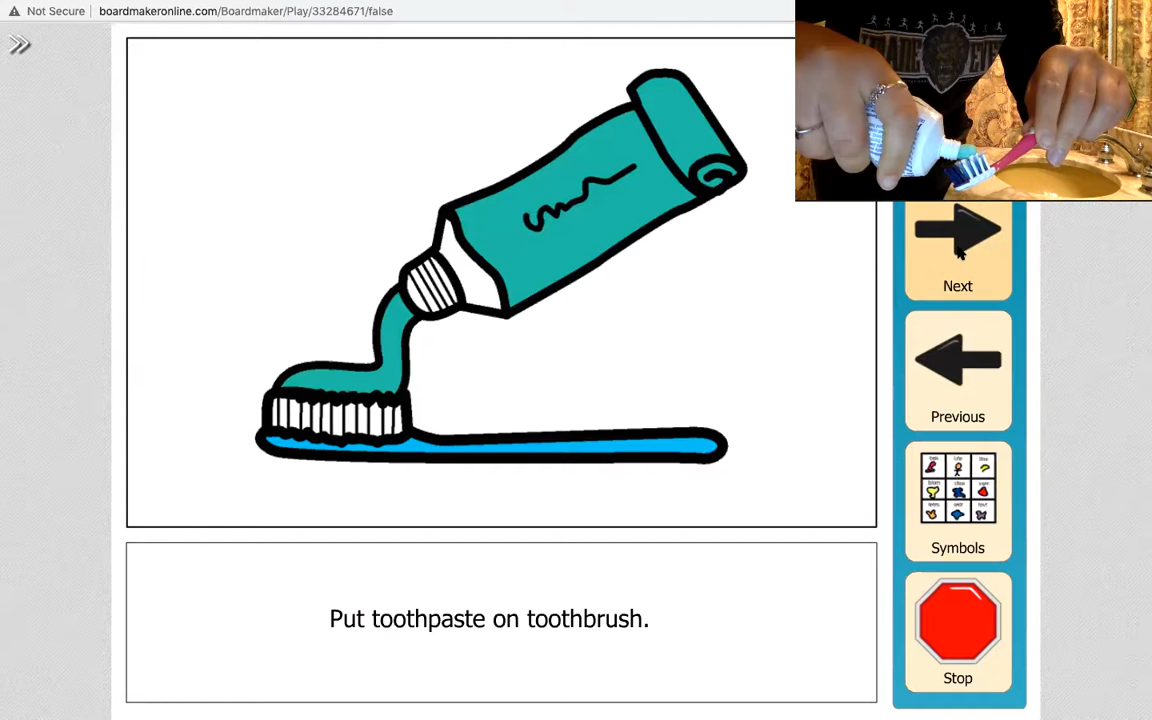 Not Secure
boardmakeronline.com/Boardmaker/Play/33284671/false
Next
Previous
Symbols
Stop
Put toothpaste on toothbrush.